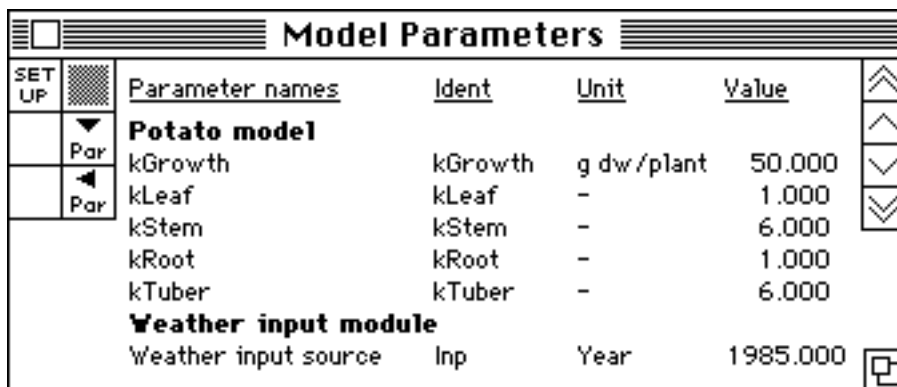 Model Parameters
SET UP
Parameter names Ident Unit Value
Potato model
Par
kGrowth kGrowth g dw/plant 50.000
kLeaf kLeaf - 1.000
Par
kStem kStem - 6.000
kRoot kRoot - 1.000
kTuber kTuber - 6.000
Weather input module
Weather input source Inp Year 1985.000